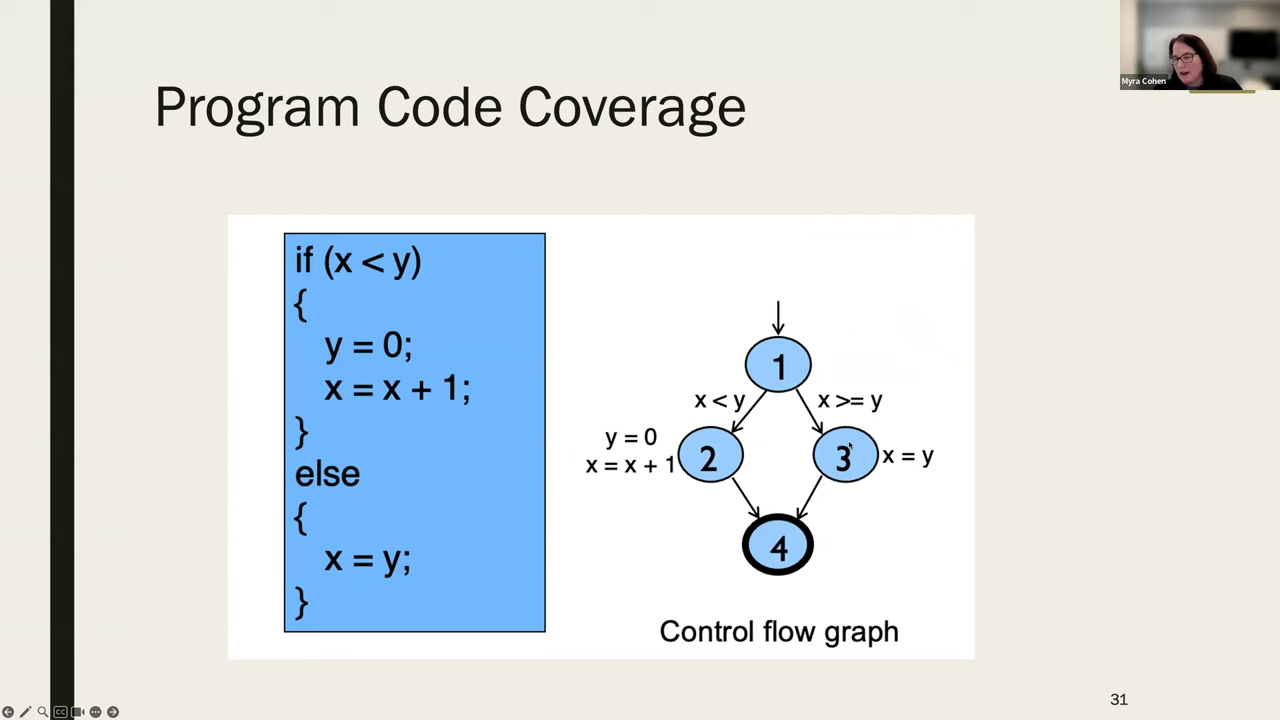 Myra Cohen
Program Code Coverage
if (x < y)
{
y = 0;
x = x + 1;
}
else
{
x = y;
}
1
x < y
x >= y
y = 0
x = x + 1
2
3
x = y
4
Control flow graph
31
CC